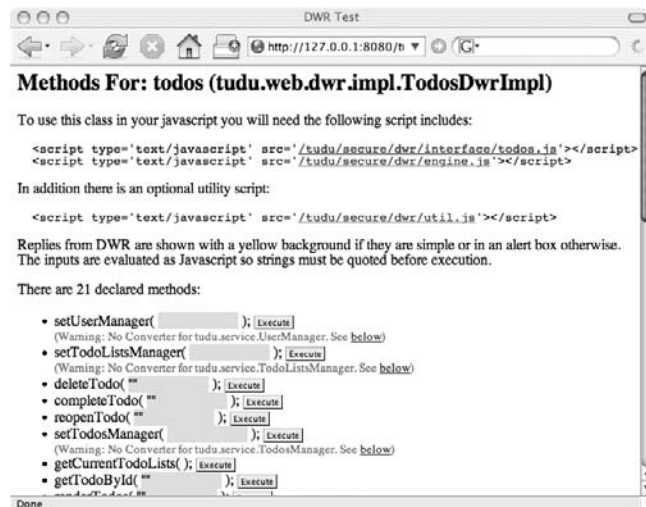 DWR Test
http://127.0.0.1:8080/t
G
Methods For: todos (tudu.web.dwr.impl.TodosDwrImpl)
To use this class in your javascript you will need the following script includes:
<script type='text/javascript' src='/tudu/secure/dwr/interface/todos.js'></script>
<script type='text/javascript' src='/tudu/secure/dwr/engine.js'></script>
In addition there is an optional utility script:
<script type='text/javascript' src='/tudu/secure/dwr/util.js'></script>
Replies from DWR are shown with a yellow background if they are simple or in an alert box otherwise.
The inputs are evaluated as Javascript so strings must be quoted before execution.
There are 21 declared methods:
• setUserManager( ); Execute
(Warning: No Converter for tudu.service.UserManager. See below)
• setTodoListsManager( ); Execute
(Warning: No Converter for tudu.service.TodoListsManager. See below)
• deleteTodo( "" ); Execute
• completeTodo( "" ); Execute
• reopenTodo( "" ); Execute
• setTodosManager( ); Execute
(Warning: No Converter for tudu.service.TodosManager. See below)
• getCurrentTodoLists( ); Execute
• getTodoById( "" ); Execute
Done